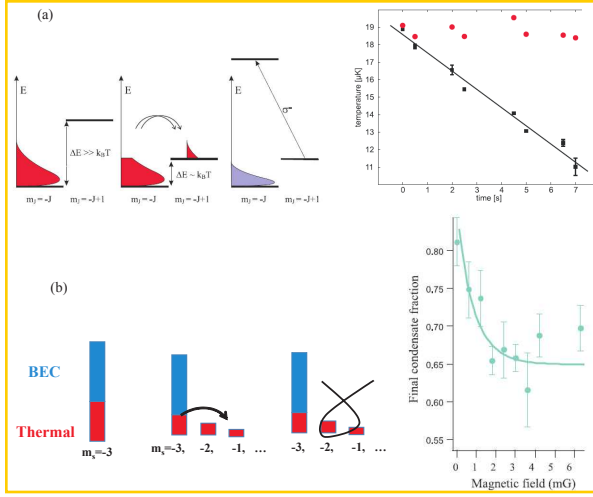 (a)
E
ΔE >> k_BT
m_J = -J
m_J = -J+1
E
ΔE ~ k_BT
m_J = -J
m_J = -J+1
E
σ⁻
m_J = -J
m_J = -J+1
temperature [μK]
19
18
17
16
15
14
13
12
11
0
1
2
3
4
5
6
7
time [s]
(b)
BEC
Thermal
m_s=-3
m_s=-3, -2, -1, ...
-3, -2, -1, ...
Final condensate fraction
0,80
0,75
0,70
0,65
0,60
0,55
0
1
2
3
4
5
6
Magnetic field (mG)